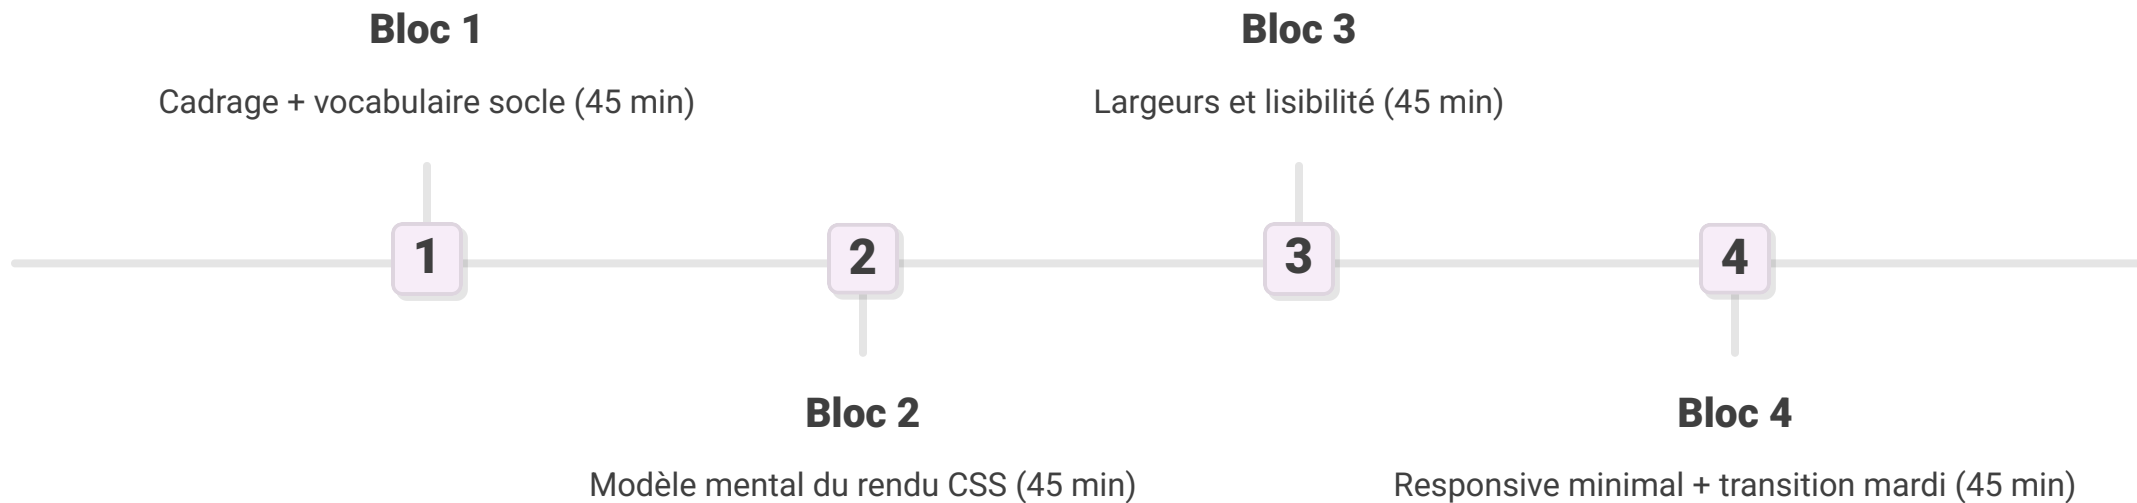 Bloc 1
Cadrage + vocabulaire socle (45 min)
Bloc 3
Largeurs et lisibilité (45 min)
1
2
3
4
Bloc 2
Modèle mental du rendu CSS (45 min)
Bloc 4
Responsive minimal + transition mardi (45 min)